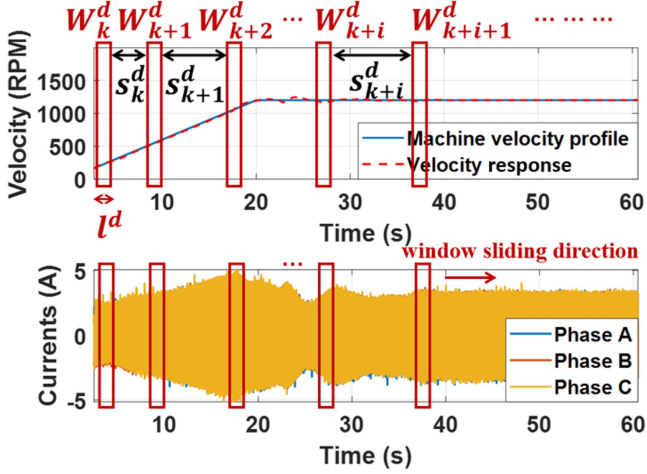 W_k^d W_{k+1}^d W_{k+2}^d ... W_{k+i}^d W_{k+i+1}^d ... ... ...
s_k^d s_{k+1}^d s_{k+i}^d
Velocity (RPM)
1500
1000
500
0
Machine velocity profile
Velocity response
10 20 30 40 50 60
l^d
Time (s)
...
window sliding direction
Currents (A)
5
0
-5
Phase A
Phase B
Phase C
10 20 30 40 50 60
Time (s)